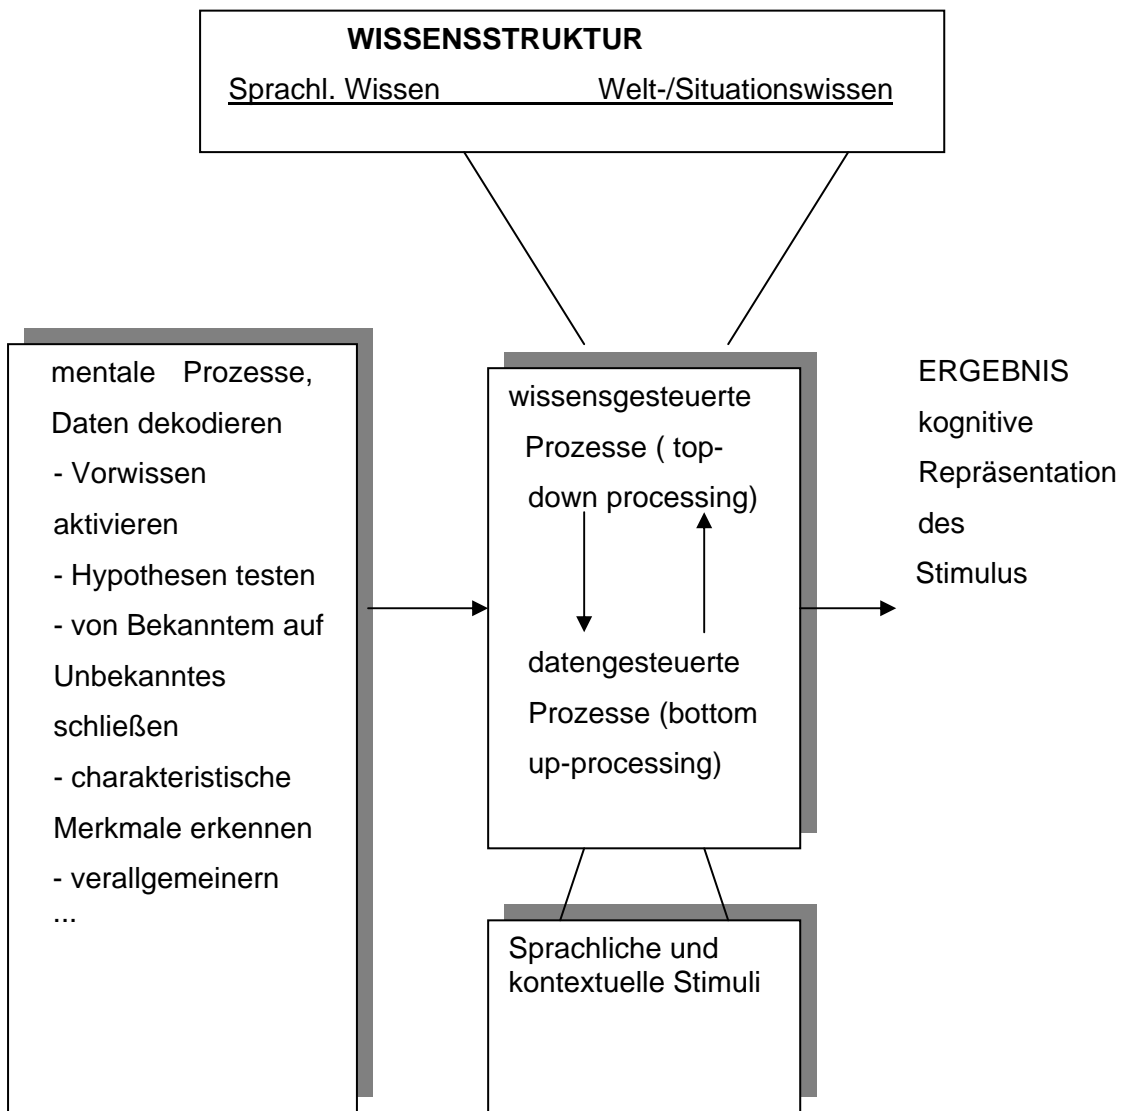 WISSENSSTRUKTUR
Sprachl. Wissen Welt-/Situationswissen
mentale Prozesse,
Daten dekodieren
- Vorwissen
aktivieren
- Hypothesen testen
- von Bekanntem auf
Unbekanntes
schließen
- charakteristische
Merkmale erkennen
- verallgemeinern
...
wissensgesteuerte
Prozesse ( top-
down processing)
datengesteuerte
Prozesse (bottom
up-processing)
Sprachliche und
kontextuelle Stimuli
ERGEBNIS
kognitive
Repräsentation
des
Stimulus